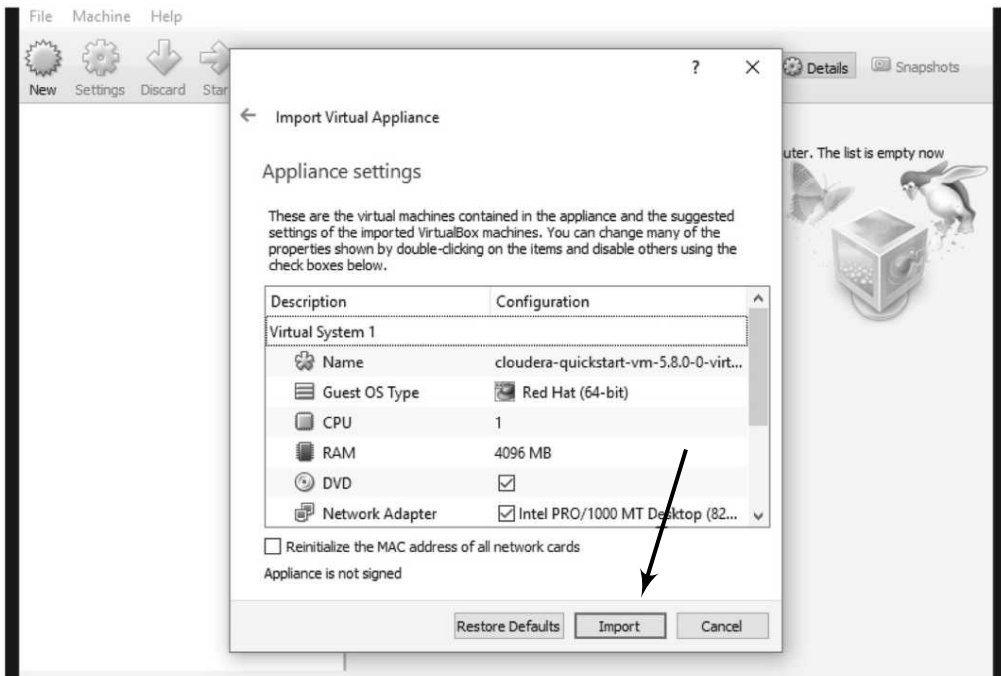 File Machine Help
New Settings Discard Star
Details Snapshots
uter. The list is empty now
? ×
← Import Virtual Appliance
Appliance settings
These are the virtual machines contained in the appliance and the suggested
settings of the imported VirtualBox machines. You can change many of the
properties shown by double-clicking on the items and disable others using the
check boxes below.
Description Configuration
Virtual System 1
Name cloudera-quickstart-vm-5.8.0-0-virt...
Guest OS Type Red Hat (64-bit)
CPU 1
RAM 4096 MB
DVD
Network Adapter Intel PRO/1000 MT Desktop (82...
Reinitialize the MAC address of all network cards
Appliance is not signed
Restore Defaults Import Cancel